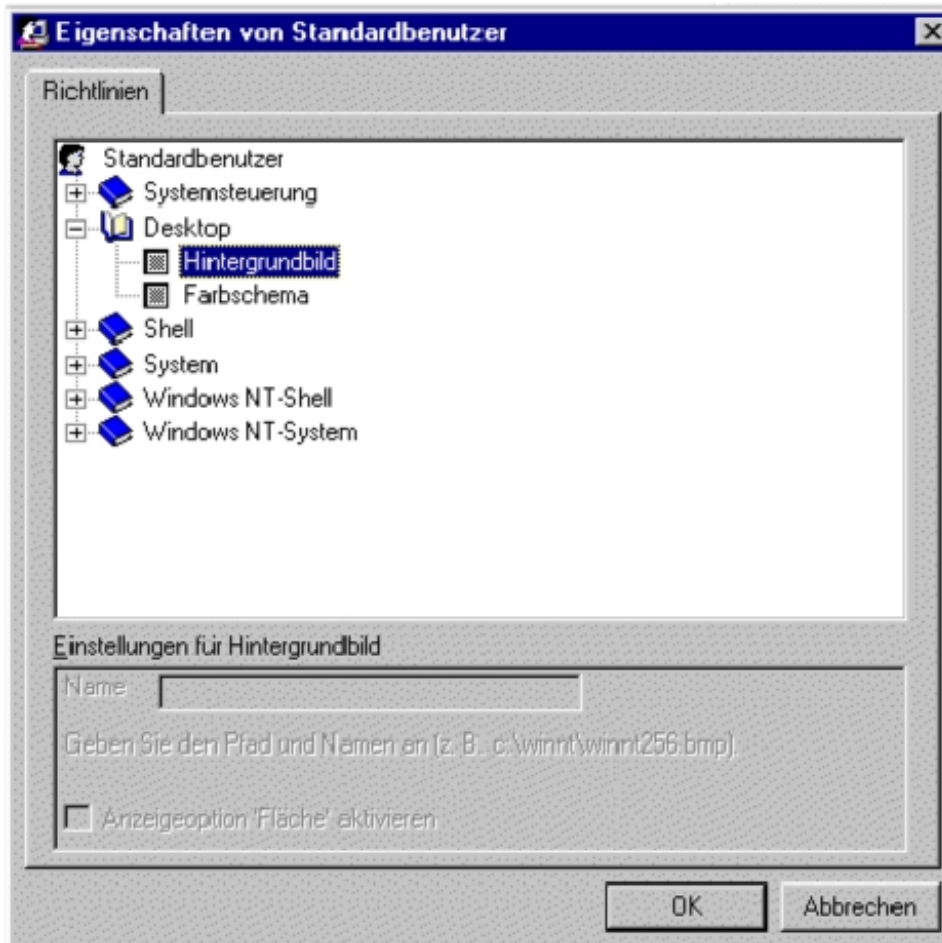 Eigenschaften von Standardbenutzer
Richtlinien
Standardbenutzer
Systemsteuerung
Desktop
Hintergrundbild
Farbschema
Shell
System
Windows NT-Shell
Windows NT-System
Einstellungen für Hintergrundbild
Name
Geben Sie den Pfad und Namen an (z. B. c:\winnt\winnt256.bmp).
Anzeigeoption 'Fläche' aktivieren
OK
Abbrechen